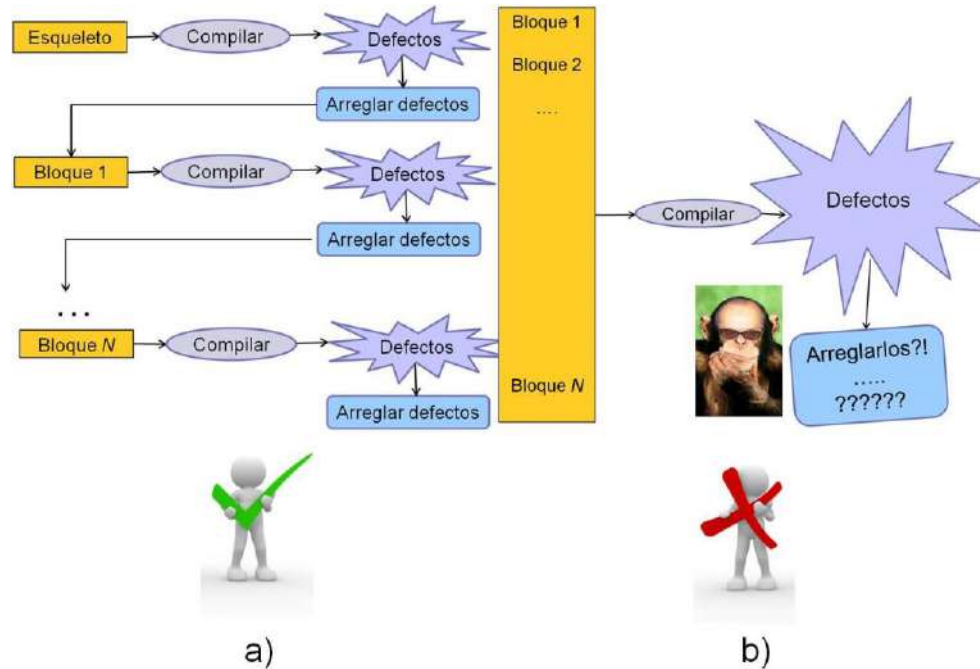 Esqueleto
Compilar
Defectos
Arreglar defectos
Bloque 1
Compilar
Defectos
Arreglar defectos
...
Bloque N
Compilar
Defectos
Arreglar defectos
a)
Bloque 1
Bloque 2
....
Bloque N
Compilar
Defectos
Arreglarlos?!
.....
??????
b)